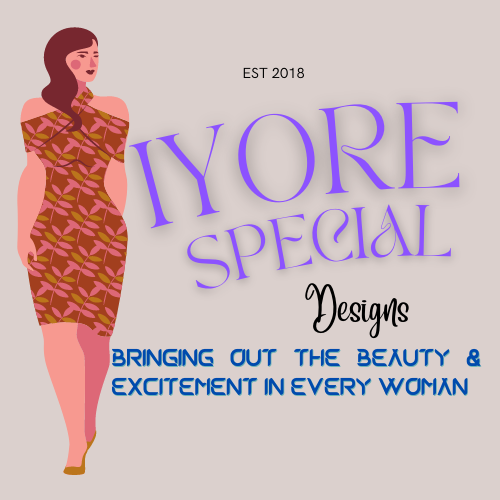 EST 2018
IYORE
SPECIAL
Designs
BRINGING OUT THE BEAUTY &
EXCITEMENT IN EVERY WOMAN